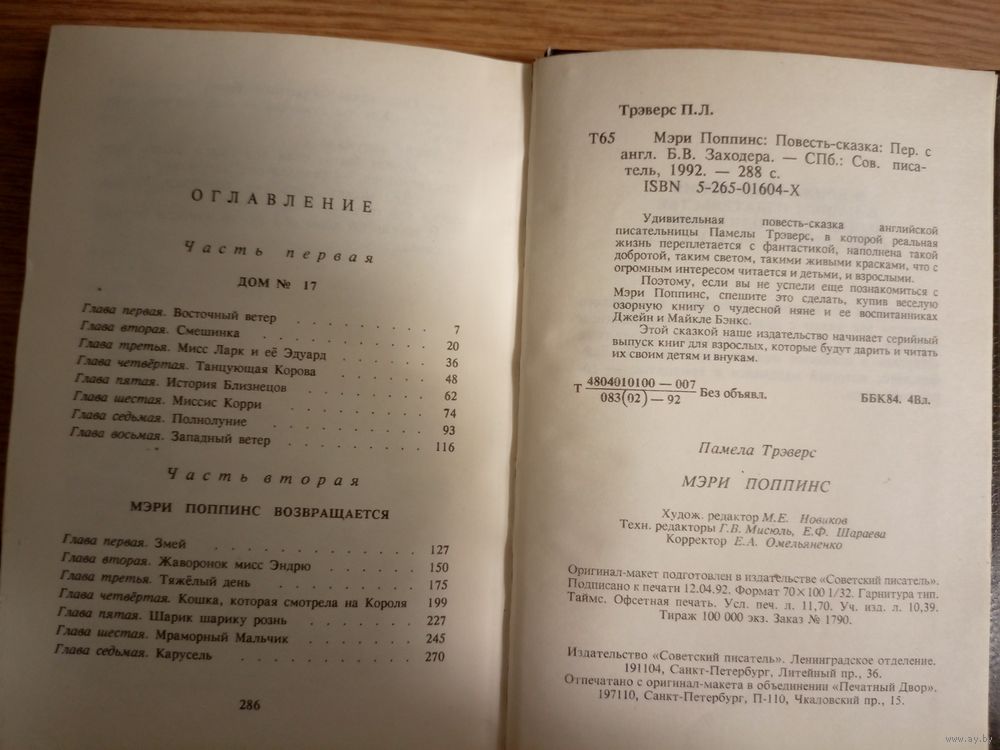 ОГЛАВЛЕНИЕ
Часть первая
ДОМ № 17
Глава первая. Восточный ветер . . . . . . . 7
Глава вторая. Смешинка . . . . . . . . 20
Глава третья. Мисс Ларк и её Эдуард . . . . . 36
Глава четвёртая. Танцующая Корова . . . . . 48
Глава пятая. История Близнецов . . . . . . 62
Глава шестая. Миссис Корри . . . . . . . 74
Глава седьмая. Полнолуние . . . . . . . 93
Глава восьмая. Западный ветер . . . . . . 116
Часть вторая
МЭРИ ПОППИНС ВОЗВРАЩАЕТСЯ
Глава первая. Змей . . . . . . . . . 127
Глава вторая. Жаворонок мисс Эндрю . . . . . 150
Глава третья. Тяжёлый день . . . . . . . 175
Глава четвёртая. Кошка, которая смотрела на Короля 199
Глава пятая. Шарик шарику рознь . . . . . 227
Глава шестая. Мраморный Мальчик . . . . . 245
Глава седьмая. Карусель . . . . . . . . 270
286
Трэверс П.Л.
Т65 Мэри Поппинс: Повесть-сказка: Пер. с
англ. Б.В. Заходера. — СПб.: Сов. писа-
тель, 1992. — 288 с.
ISBN 5-265-01604-X
Удивительная повесть-сказка английской
писательницы Памелы Трэверс, в которой реальная
жизнь переплетается с фантастикой, наполнена такой
добротой, таким светом, такими живыми красками, что с
огромным интересом читается и детьми, и взрослыми.
Поэтому, если вы не успели еще познакомиться с
Мэри Поппинс, спешите это сделать, купив веселую
озорную книгу о чудесной няне и ее воспитанниках
Джейн и Майкле Бэнкс.
Этой сказкой наше издательство начинает серийный
выпуск книг для взрослых, которые будут дарить и читать
их своим детям и внукам.
Т 4804010100 — 007
083(02) — 92 Без объявл. ББК84. 4Вл.
Памела Трэверс
МЭРИ ПОППИНС
Худож. редактор М.Е. Новиков
Техн. редакторы Г.В. Мисюль, Е.Ф. Шараева
Корректор Е.А. Омельяненко
Оригинал-макет подготовлен в издательстве «Советский писатель».
Подписано к печати 12.04.92. Формат 70×100 1/32. Гарнитура тип.
Таймс. Офсетная печать. Усл. печ. л. 11,70. Уч. изд. л. 10,39.
Тираж 100 000 экз. Заказ № 1790.
Издательство «Советский писатель». Ленинградское отделение.
191104, Санкт-Петербург, Литейный пр., 36.
Отпечатано с оригинал-макета в объединении «Печатный Двор».
197110, Санкт-Петербург, П-110, Чкаловский пр., 15.
www.ay.by